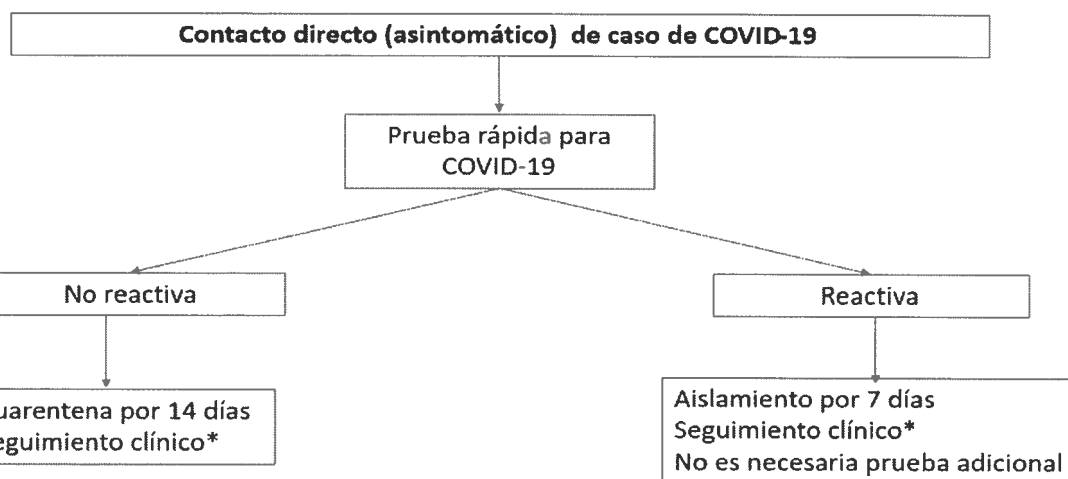 Contacto directo (asintomático) de caso de COVID-19
Prueba rápida para
COVID-19
No reactiva
Reactiva
uarentena por 14 días
eguimiento clínico*
Aislamiento por 7 días
Seguimiento clínico*
No es necesaria prueba adicional